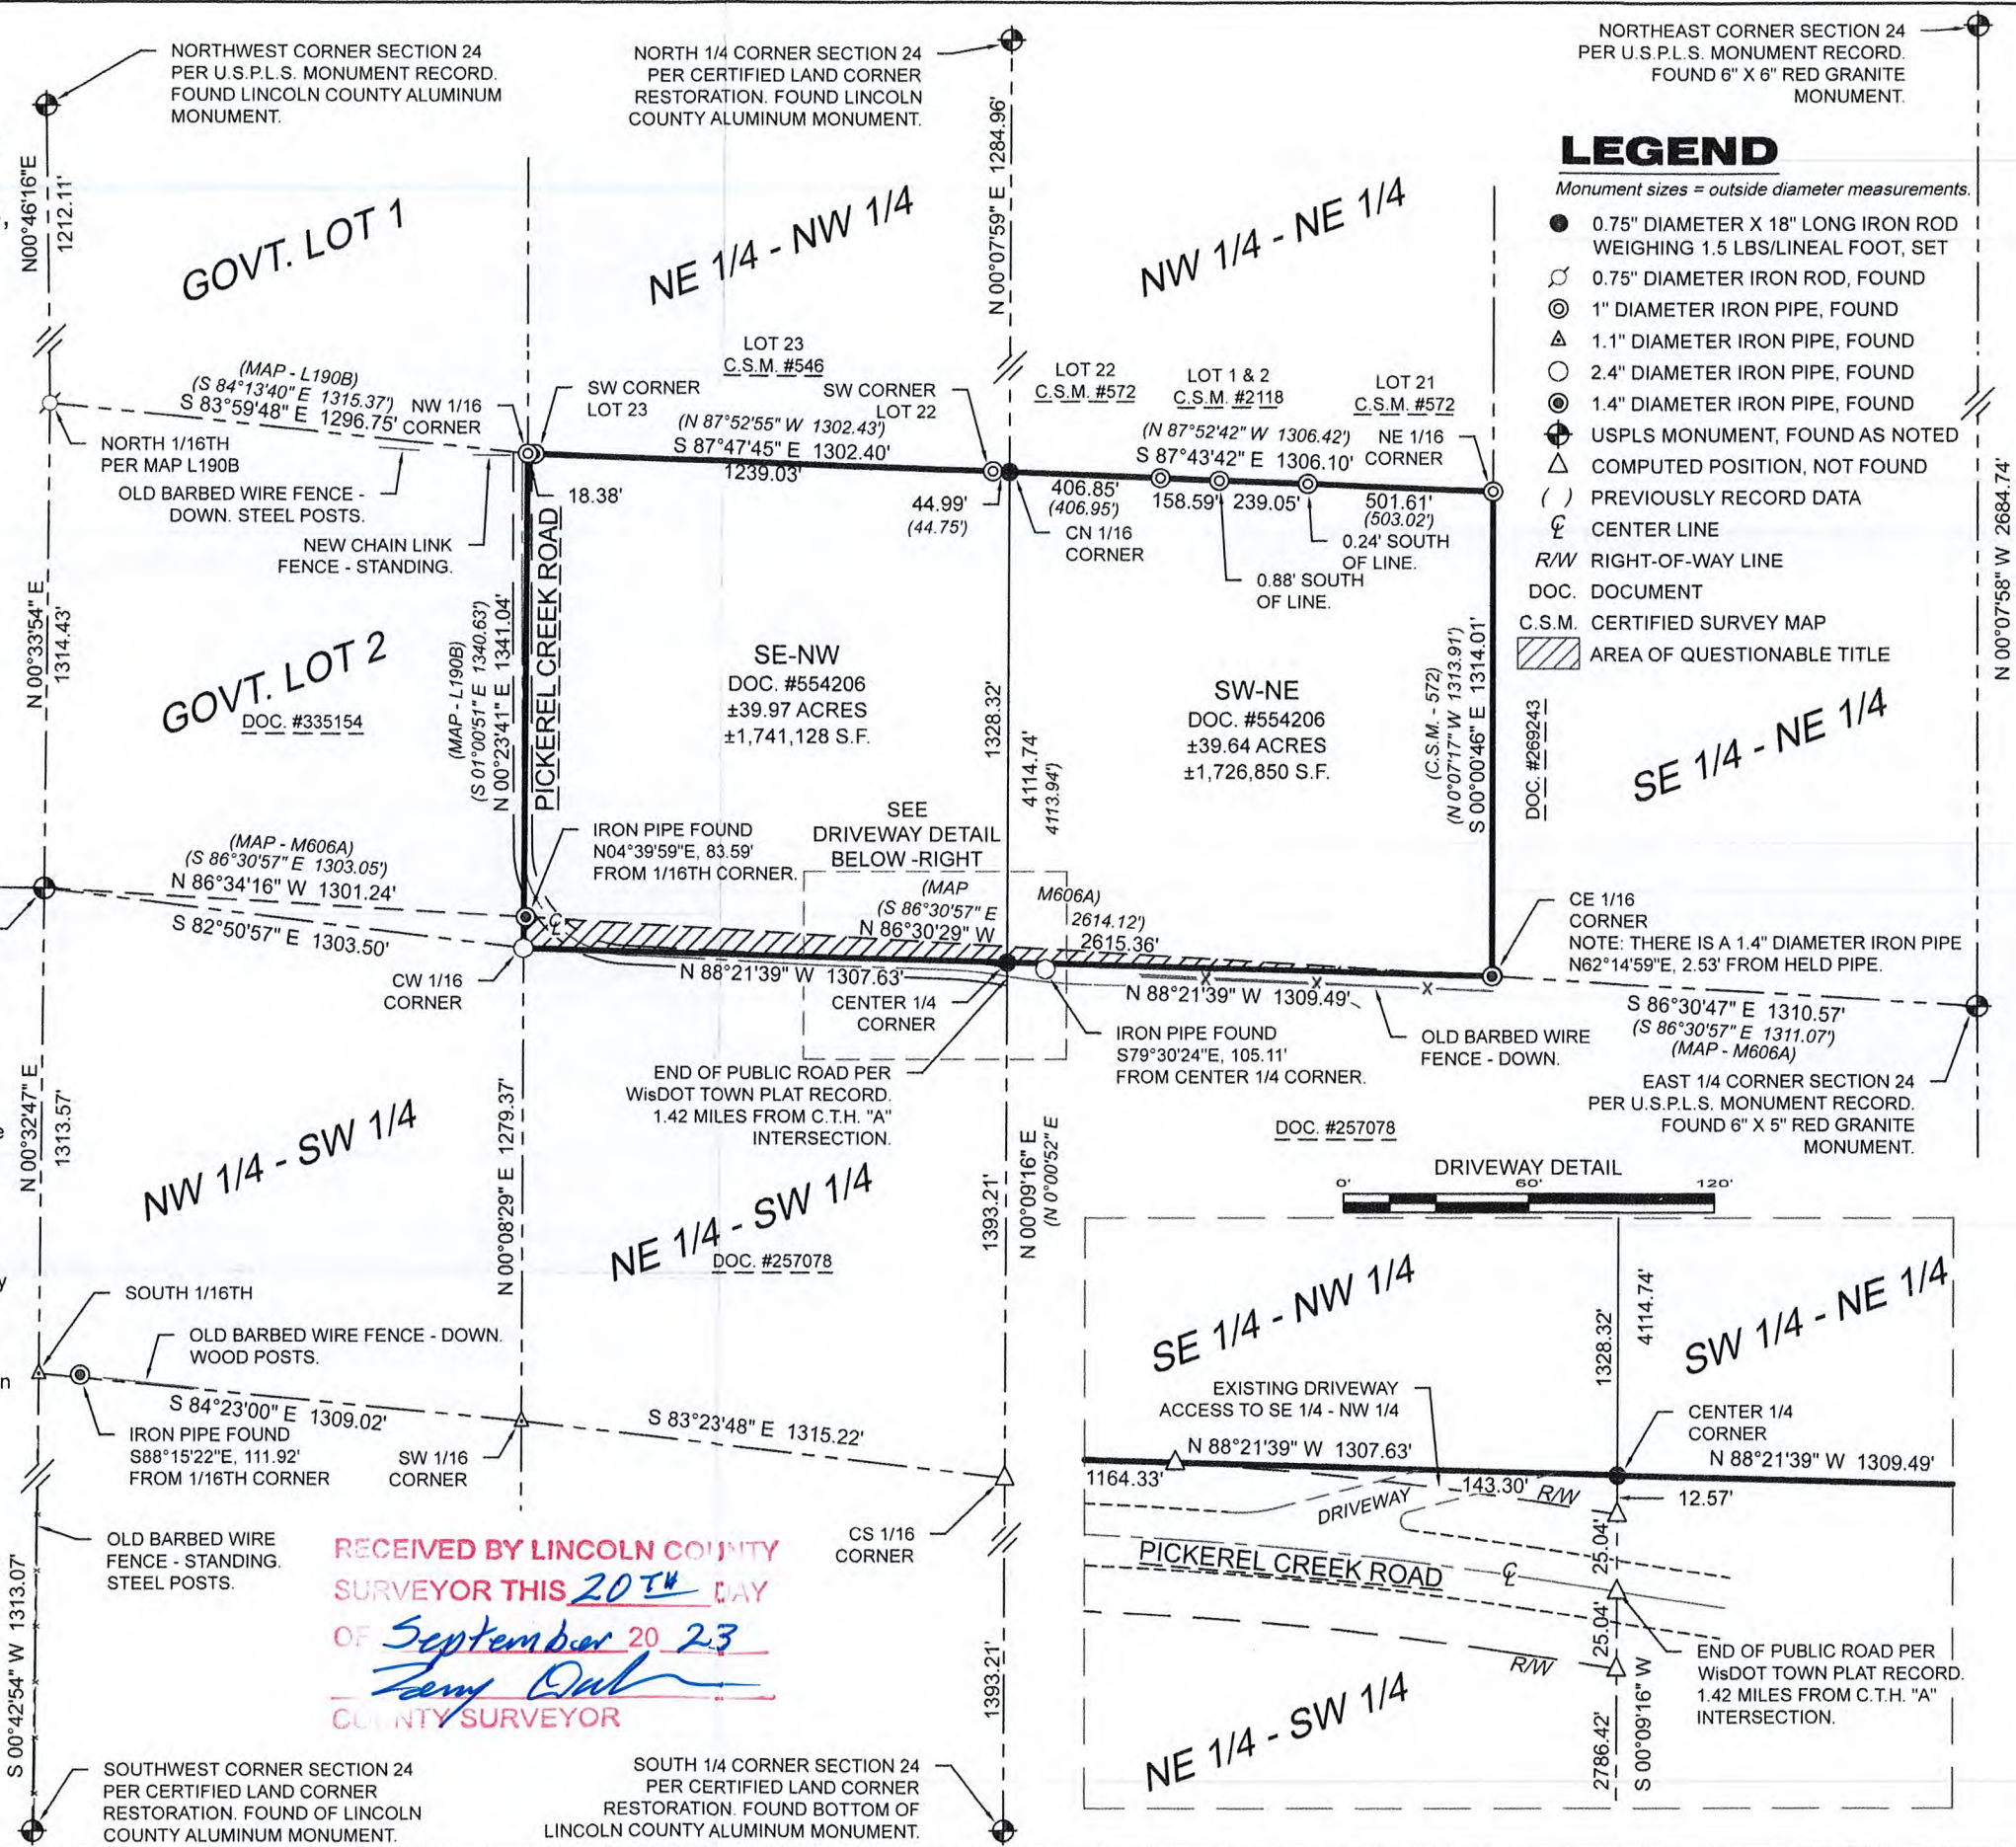 NORTHWEST CORNER SECTION 24
PER U.S.P.L.S. MONUMENT RECORD.
FOUND LINCOLN COUNTY ALUMINUM
MONUMENT.
NORTH 1/4 CORNER SECTION 24
PER CERTIFIED LAND CORNER
RESTORATION. FOUND LINCOLN
COUNTY ALUMINUM MONUMENT.
NORTHEAST CORNER SECTION 24
PER U.S.P.L.S. MONUMENT RECORD.
FOUND 6" X 6" RED GRANITE
MONUMENT.
LEGEND
Monument sizes = outside diameter measurements.
0.75" DIAMETER X 18" LONG IRON ROD
WEIGHING 1.5 LBS/LINEAL FOOT, SET
0.75" DIAMETER IRON ROD, FOUND
1" DIAMETER IRON PIPE, FOUND
1.1" DIAMETER IRON PIPE, FOUND
2.4" DIAMETER IRON PIPE, FOUND
1.4" DIAMETER IRON PIPE, FOUND
USPLS MONUMENT, FOUND AS NOTED
COMPUTED POSITION, NOT FOUND
( ) PREVIOUSLY RECORD DATA
℄ CENTER LINE
R/W RIGHT-OF-WAY LINE
DOC. DOCUMENT
C.S.M. CERTIFIED SURVEY MAP
AREA OF QUESTIONABLE TITLE
N00°46'16"E
1212.11'
N 00°07'59" E 1284.96'
N 00°07'58" W 2684.74'
GOVT. LOT 1
NE 1/4 - NW 1/4
NW 1/4 - NE 1/4
(MAP - L190B)
(S 84°13'40" E 1315.37')
S 83°59'48" E 1296.75'
NW 1/16
CORNER
SW CORNER
LOT 23
LOT 23
C.S.M. #546
SW CORNER
LOT 22
(N 87°52'55" W 1302.43')
S 87°47'45" E 1302.40'
1239.03'
18.38'
44.99'
(44.75')
LOT 22
C.S.M. #572
LOT 1 & 2
C.S.M. #2118
LOT 21
C.S.M. #572
(N 87°52'42" W 1306.42')
S 87°43'42" E 1306.10'
NE 1/16
CORNER
406.85'
(406.95')
158.59'
239.05'
501.61'
(503.02')
CN 1/16
CORNER
0.24' SOUTH
OF LINE.
0.88' SOUTH
OF LINE.
NORTH 1/16TH
PER MAP L190B
OLD BARBED WIRE FENCE -
DOWN. STEEL POSTS.
NEW CHAIN LINK
FENCE - STANDING.
N 00°33'54" E
1314.43'
GOVT. LOT 2
DOC. #335154
(MAP - L190B)
(S 01°00'51" E 1340.63')
N 00°23'41" E 1341.04'
PICKEREL CREEK ROAD
SE-NW
DOC. #554206
±39.97 ACRES
±1,741,128 S.F.
1328.32'
4114.74'
4113.94')
SW-NE
DOC. #554206
±39.64 ACRES
±1,726,850 S.F.
(C.S.M. - 572)
(N 0°07'17" W 1313.91')
S 00°00'46" E 1314.01'
DOC. #269243
SE 1/4 - NE 1/4
(MAP - M606A)
(S 86°30'57" E 1303.05')
N 86°34'16" W 1301.24'
S 82°50'57" E 1303.50'
IRON PIPE FOUND
N04°39'59"E, 83.59'
FROM 1/16TH CORNER.
SEE
DRIVEWAY DETAIL
BELOW -RIGHT
(MAP M606A)
(S 86°30'57" E 2614.12')
N 86°30'29" W 2615.36'
℄
CW 1/16
CORNER
N 88°21'39" W 1307.63'
CENTER 1/4
CORNER
N 88°21'39" W 1309.49'
X X X
CE 1/16
CORNER
NOTE: THERE IS A 1.4" DIAMETER IRON PIPE
N62°14'59"E, 2.53' FROM HELD PIPE.
S 86°30'47" E 1310.57'
(S 86°30'57" E 1311.07')
(MAP - M606A)
IRON PIPE FOUND
S79°30'24"E, 105.11'
FROM CENTER 1/4 CORNER.
OLD BARBED WIRE
FENCE - DOWN.
END OF PUBLIC ROAD PER
WisDOT TOWN PLAT RECORD.
1.42 MILES FROM C.T.H. "A"
INTERSECTION.
EAST 1/4 CORNER SECTION 24
PER U.S.P.L.S. MONUMENT RECORD.
FOUND 6" X 5" RED GRANITE
MONUMENT.
DOC. #257078
N 00°32'47" E
1313.57'
NW 1/4 - SW 1/4
N 00°08'29" E 1279.37'
NE 1/4 - SW 1/4
DOC. #257078
1393.21'
N 00°09'16" E
(N 0°00'52" E
SOUTH 1/16TH
OLD BARBED WIRE FENCE - DOWN.
WOOD POSTS.
S 84°23'00" E 1309.02'
IRON PIPE FOUND
S88°15'22"E, 111.92'
FROM 1/16TH CORNER
SW 1/16
CORNER
S 83°23'48" E 1315.22'
CS 1/16
CORNER
OLD BARBED WIRE
FENCE - STANDING.
STEEL POSTS.
S 00°42'54" W 1313.07'
1393.21'
RECEIVED BY LINCOLN COUNTY
SURVEYOR THIS 20TH DAY
OF September 20 23
COUNTY SURVEYOR
SOUTHWEST CORNER SECTION 24
PER CERTIFIED LAND CORNER
RESTORATION. FOUND OF LINCOLN
COUNTY ALUMINUM MONUMENT.
SOUTH 1/4 CORNER SECTION 24
PER CERTIFIED LAND CORNER
RESTORATION. FOUND BOTTOM OF
LINCOLN COUNTY ALUMINUM MONUMENT.
DRIVEWAY DETAIL
0' 60' 120'
SE 1/4 - NW 1/4
SW 1/4 - NE 1/4
1328.32'
4114.74'
EXISTING DRIVEWAY
ACCESS TO SE 1/4 - NW 1/4
CENTER 1/4
CORNER
N 88°21'39" W 1307.63'
N 88°21'39" W 1309.49'
1164.33'
143.30'
R/W
12.57'
DRIVEWAY
PICKEREL CREEK ROAD
℄
25.04'
25.04'
R/W
END OF PUBLIC ROAD PER
WisDOT TOWN PLAT RECORD.
1.42 MILES FROM C.T.H. "A"
INTERSECTION.
NE 1/4 - SW 1/4
2786.42'
S 00°09'16" W